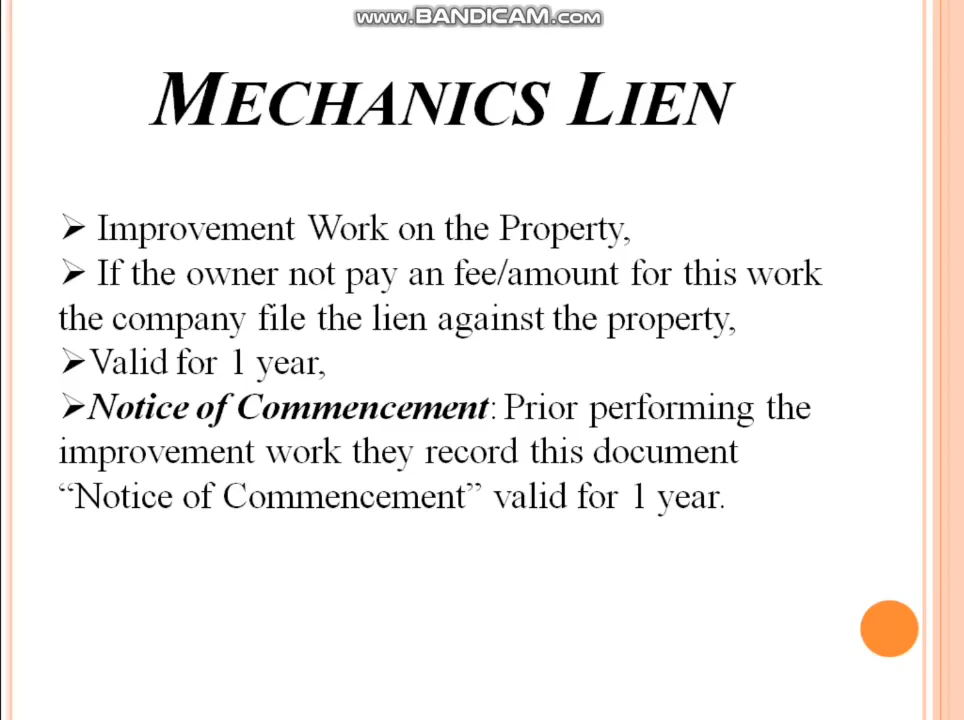 www.BANDICAM.com
MECHANICS LIEN
➢ Improvement Work on the Property,
➢ If the owner not pay an fee/amount for this work
the company file the lien against the property,
➢Valid for 1 year,
➢Notice of Commencement: Prior performing the
improvement work they record this document
“Notice of Commencement” valid for 1 year.